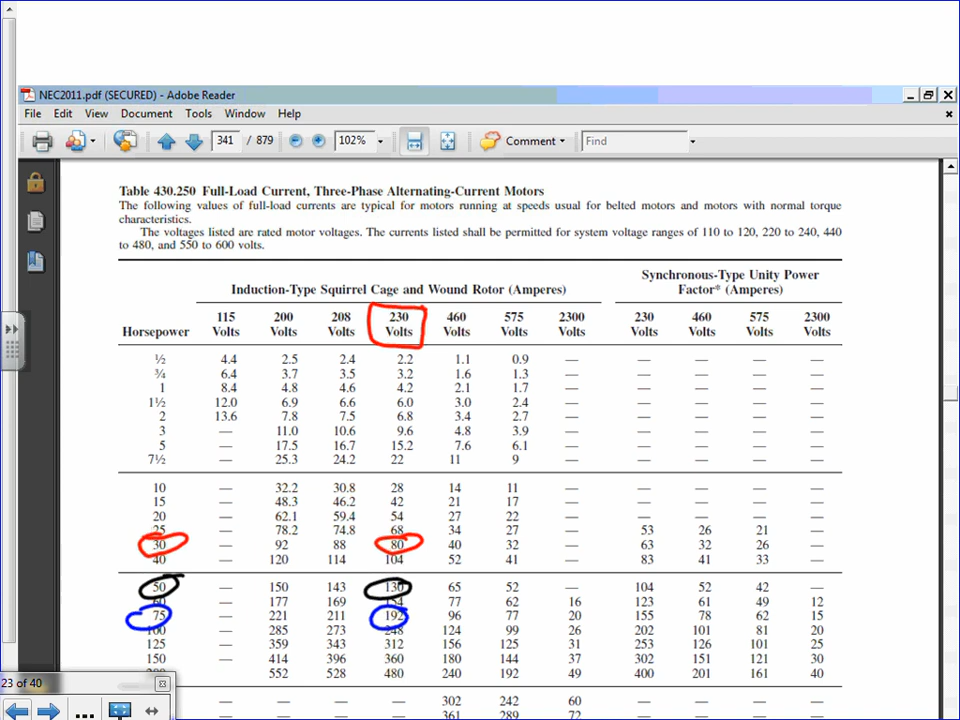 NEC2011.pdf (SECURED) - Adobe Reader
File Edit View Document Tools Window Help
341 / 879 102% Comment Find
Table 430.250 Full-Load Current, Three-Phase Alternating-Current Motors
The following values of full-load currents are typical for motors running at speeds usual for belted motors and motors with normal torque
characteristics.
The voltages listed are rated motor voltages. The currents listed shall be permitted for system voltage ranges of 110 to 120, 220 to 240, 440
to 480, and 550 to 600 volts.
Induction-Type Squirrel Cage and Wound Rotor (Amperes)
Synchronous-Type Unity Power
Factor* (Amperes)
115 200 208 230 460 575 2300 230 460 575 2300
Horsepower Volts Volts Volts Volts Volts Volts Volts Volts Volts Volts Volts
½ 4.4 2.5 2.4 2.2 1.1 0.9 — — — — —
¾ 6.4 3.7 3.5 3.2 1.6 1.3 — — — — —
1 8.4 4.8 4.6 4.2 2.1 1.7 — — — — —
1½ 12.0 6.9 6.6 6.0 3.0 2.4 — — — — —
2 13.6 7.8 7.5 6.8 3.4 2.7 — — — — —
3 — 11.0 10.6 9.6 4.8 3.9 — — — — —
5 — 17.5 16.7 15.2 7.6 6.1 — — — — —
7½ — 25.3 24.2 22 11 9 — — — — —
10 — 32.2 30.8 28 14 11 — — — — —
15 — 48.3 46.2 42 21 17 — — — — —
20 — 62.1 59.4 54 27 22 — — — — —
25 — 78.2 74.8 68 34 27 — 53 26 21 —
30 — 92 88 80 40 32 — 63 32 26 —
40 — 120 114 104 52 41 — 83 41 33 —
50 — 150 143 130 65 52 — 104 52 42 —
60 — 177 169 154 77 62 16 123 61 49 12
75 — 221 211 192 96 77 20 155 78 62 15
100 — 285 273 248 124 99 26 202 101 81 20
125 — 359 343 312 156 125 31 253 126 101 25
150 — 414 396 360 180 144 37 302 151 121 30
552 528 480 240 192 49 400 201 161 40
23 of 40
302 242 60
361 289 72